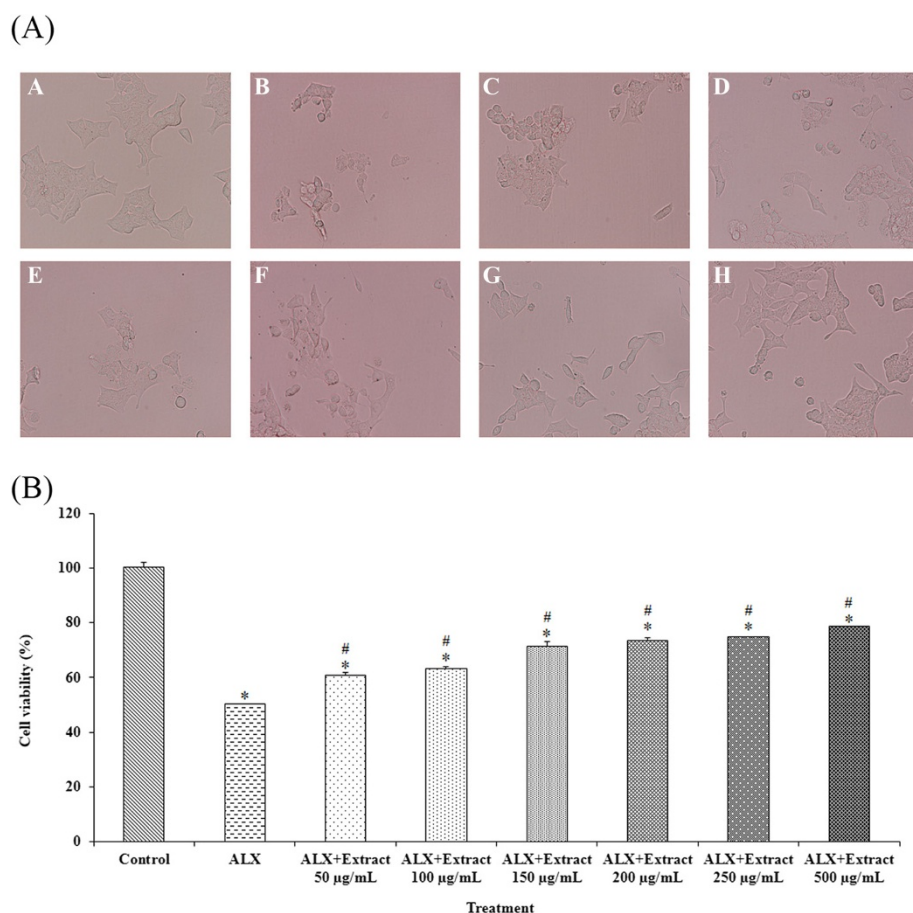 (A)
A B C D
E F G H
(B)
120
100
80
60
40
20
0
Cell viability (%)
*
#
*
#
*
#
*
#
*
#
*
#
*
Control ALX ALX+Extract ALX+Extract ALX+Extract ALX+Extract ALX+Extract ALX+Extract
50 µg/mL 100 µg/mL 150 µg/mL 200 µg/mL 250 µg/mL 500 µg/mL
Treatment